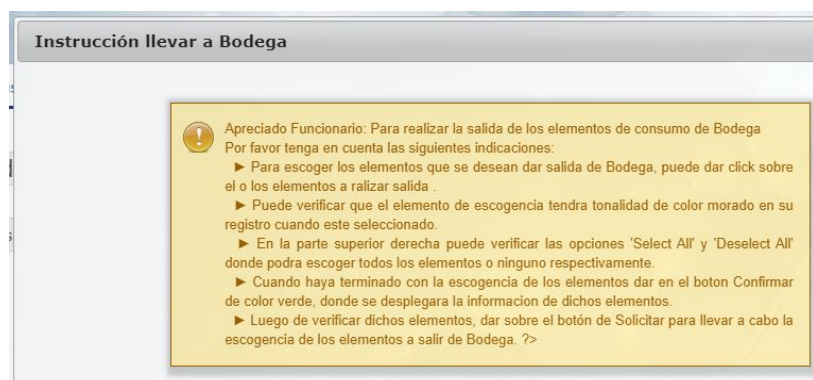 Instrucción llevar a Bodega
Apreciado Funcionario: Para realizar la salida de los elementos de consumo de Bodega
Por favor tenga en cuenta las siguientes indicaciones:
► Para escoger los elementos que se desean dar salida de Bodega, puede dar click sobre
el o los elementos a ralizar salida .
► Puede verificar que el elemento de escogencia tendra tonalidad de color morado en su
registro cuando este seleccionado.
► En la parte superior derecha puede verificar las opciones 'Select All' y 'Deselect All'
donde podra escoger todos los elementos o ninguno respectivamente.
► Cuando haya terminado con la escogencia de los elementos dar en el boton Confirmar
de color verde, donde se desplegara la informacion de dichos elementos.
► Luego de verificar dichos elementos, dar sobre el botón de Solicitar para llevar a cabo la
escogencia de los elementos a salir de Bodega. ?>